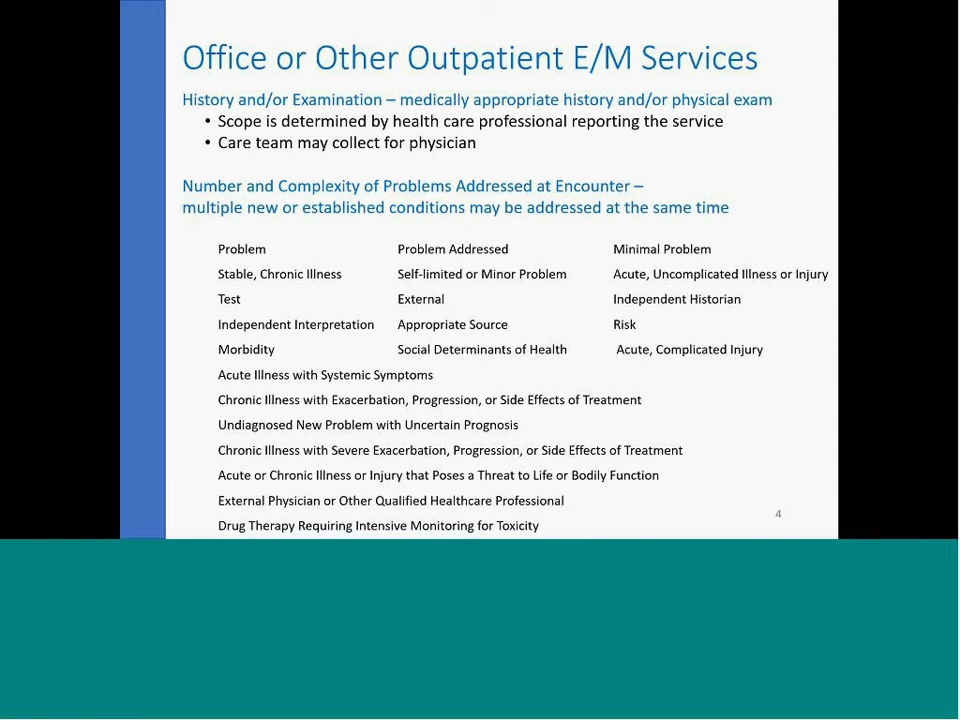 Office or Other Outpatient E/M Services
History and/or Examination – medically appropriate history and/or physical exam
• Scope is determined by health care professional reporting the service
• Care team may collect for physician
Number and Complexity of Problems Addressed at Encounter –
multiple new or established conditions may be addressed at the same time
Problem Problem Addressed Minimal Problem
Stable, Chronic Illness Self-limited or Minor Problem Acute, Uncomplicated Illness or Injury
Test External Independent Historian
Independent Interpretation Appropriate Source Risk
Morbidity Social Determinants of Health Acute, Complicated Injury
Acute Illness with Systemic Symptoms
Chronic Illness with Exacerbation, Progression, or Side Effects of Treatment
Undiagnosed New Problem with Uncertain Prognosis
Chronic Illness with Severe Exacerbation, Progression, or Side Effects of Treatment
Acute or Chronic Illness or Injury that Poses a Threat to Life or Bodily Function
External Physician or Other Qualified Healthcare Professional
4
Drug Therapy Requiring Intensive Monitoring for Toxicity